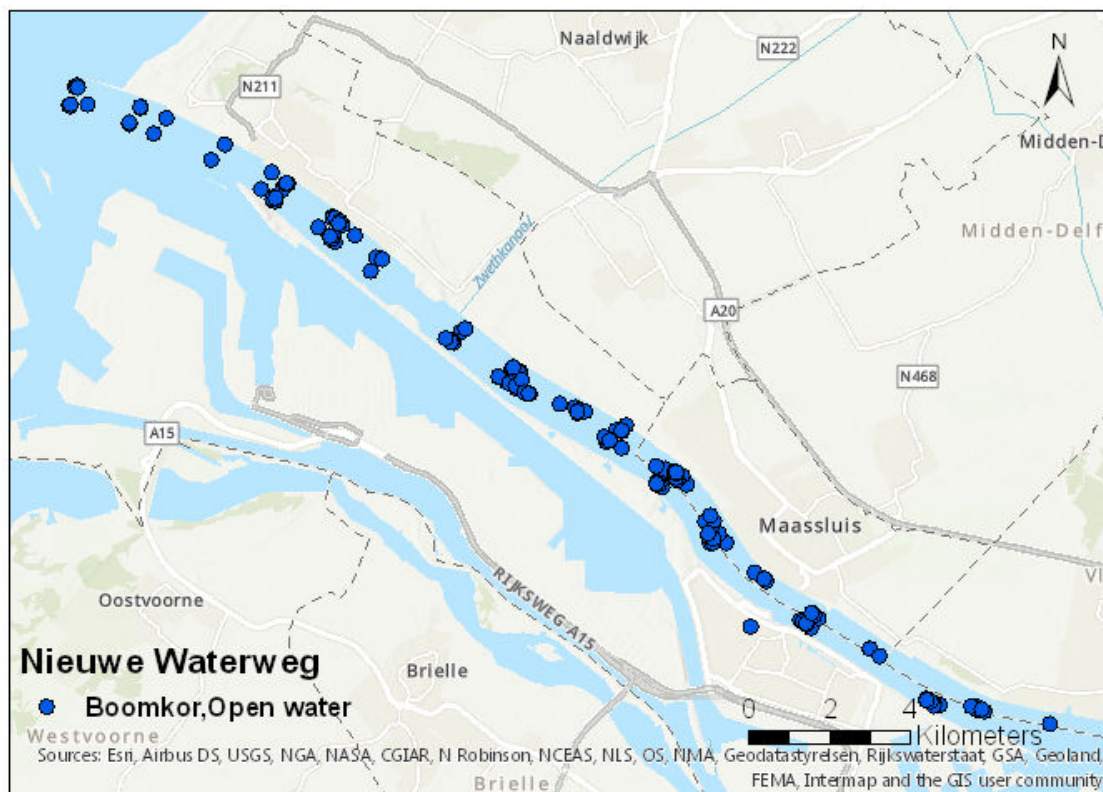 Naaldwijk
N222
N
N211
Midden-D
Midden-Delf
Zwethkanaal
A20
N468
A15
Maassluis
Vl
RIJKSWEG A15
Oostvoorne
Nieuwe Waterweg
Brielle
Boomkor,Open water
0 2 4
Kilometers
Westvoorne
Sources: Esri, Airbus DS, USGS, NGA, NASA, CGIAR, N Robinson, NCEAS, NLS, OS, NMA, Geodatastyrelsen, Rijkswaterstaat, GSA, Geoland,
FEMA, Intermap and the GIS user community
Brielle